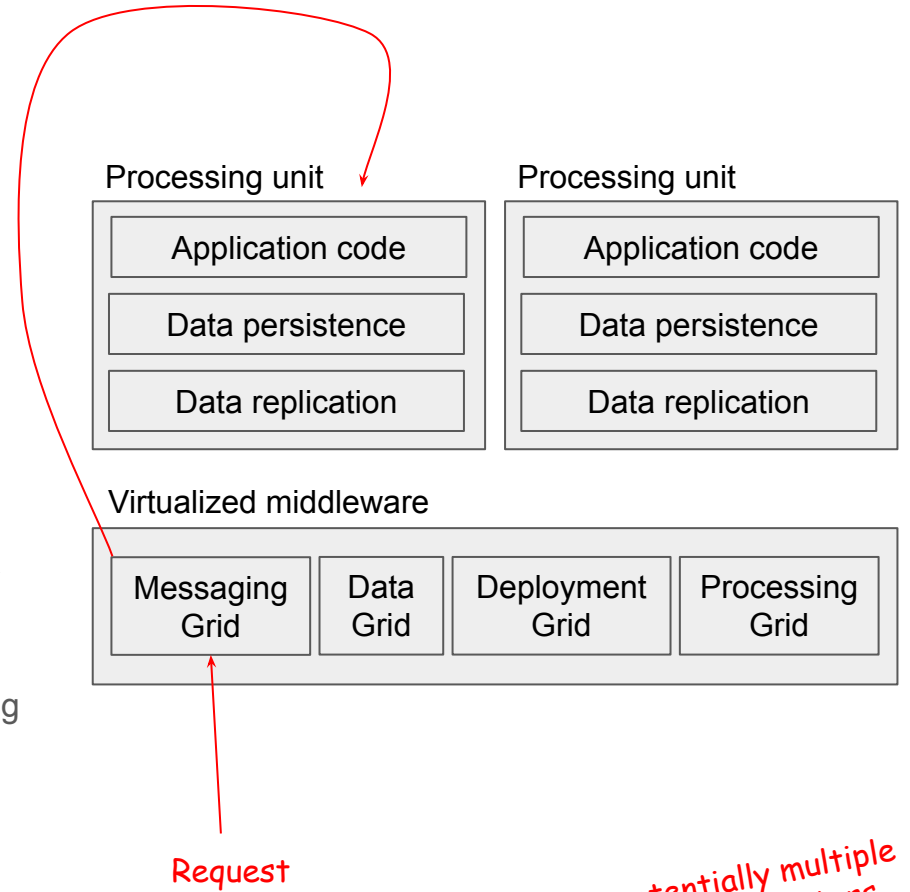 Processing unit
Processing unit
Application code
Data persistence
Data replication
Application code
Data persistence
Data replication
Virtualized middleware
Messaging
Grid
Data
Grid
Deployment
Grid
Processing
Grid
g
Request
multiple